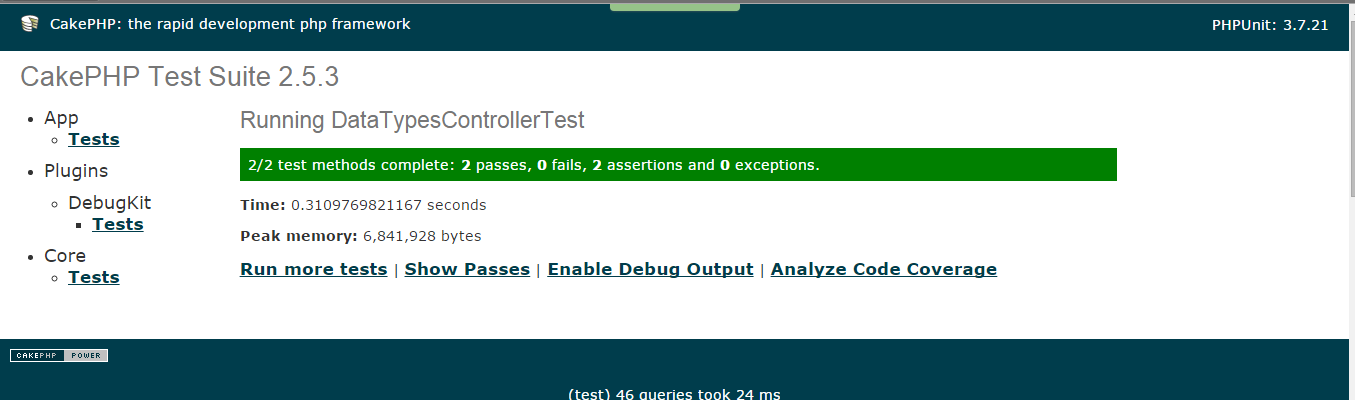 CakePHP: the rapid development php framework
PHPUnit: 3.7.21
CakePHP Test Suite 2.5.3
App
Tests
Plugins
DebugKit
Tests
Core
Tests
Running DataTypesControllerTest
2/2 test methods complete: 2 passes, 0 fails, 2 assertions and 0 exceptions.
Time: 0.3109769821167 seconds
Peak memory: 6,841,928 bytes
Run more tests | Show Passes | Enable Debug Output | Analyze Code Coverage
CAKEPHP POWER
(test) 46 queries took 24 ms